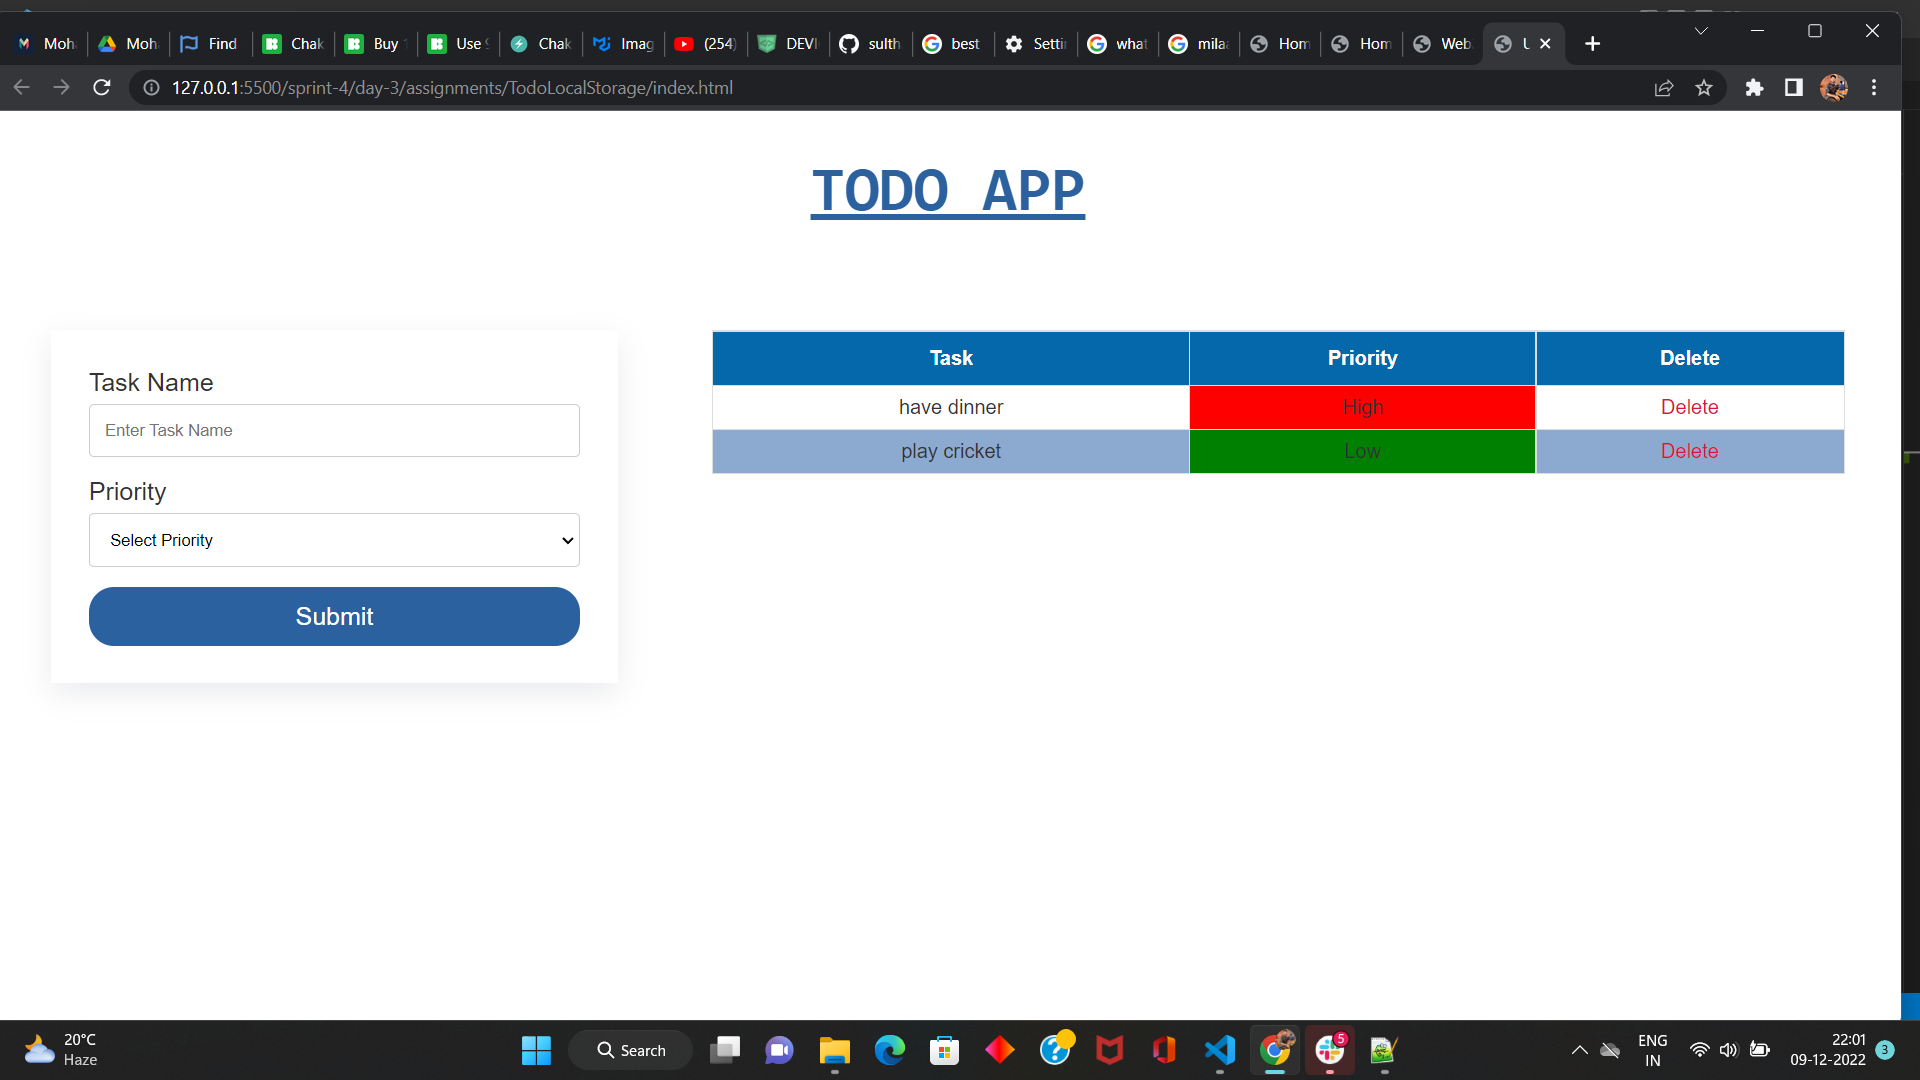 Moh Moh Find Chak Buy Use Chak Imag (254) DEVI sulth best Settin what mila Hom Hom Web
127.0.0.1:5500/sprint-4/day-3/assignments/TodoLocalStorage/index.html
TODO APP
Task Name
Enter Task Name
Priority
Select Priority
Submit
Task Priority Delete
have dinner High Delete
play cricket Low Delete
20°C
Haze
Search
5
ENG
IN
22:01
09-12-2022
3